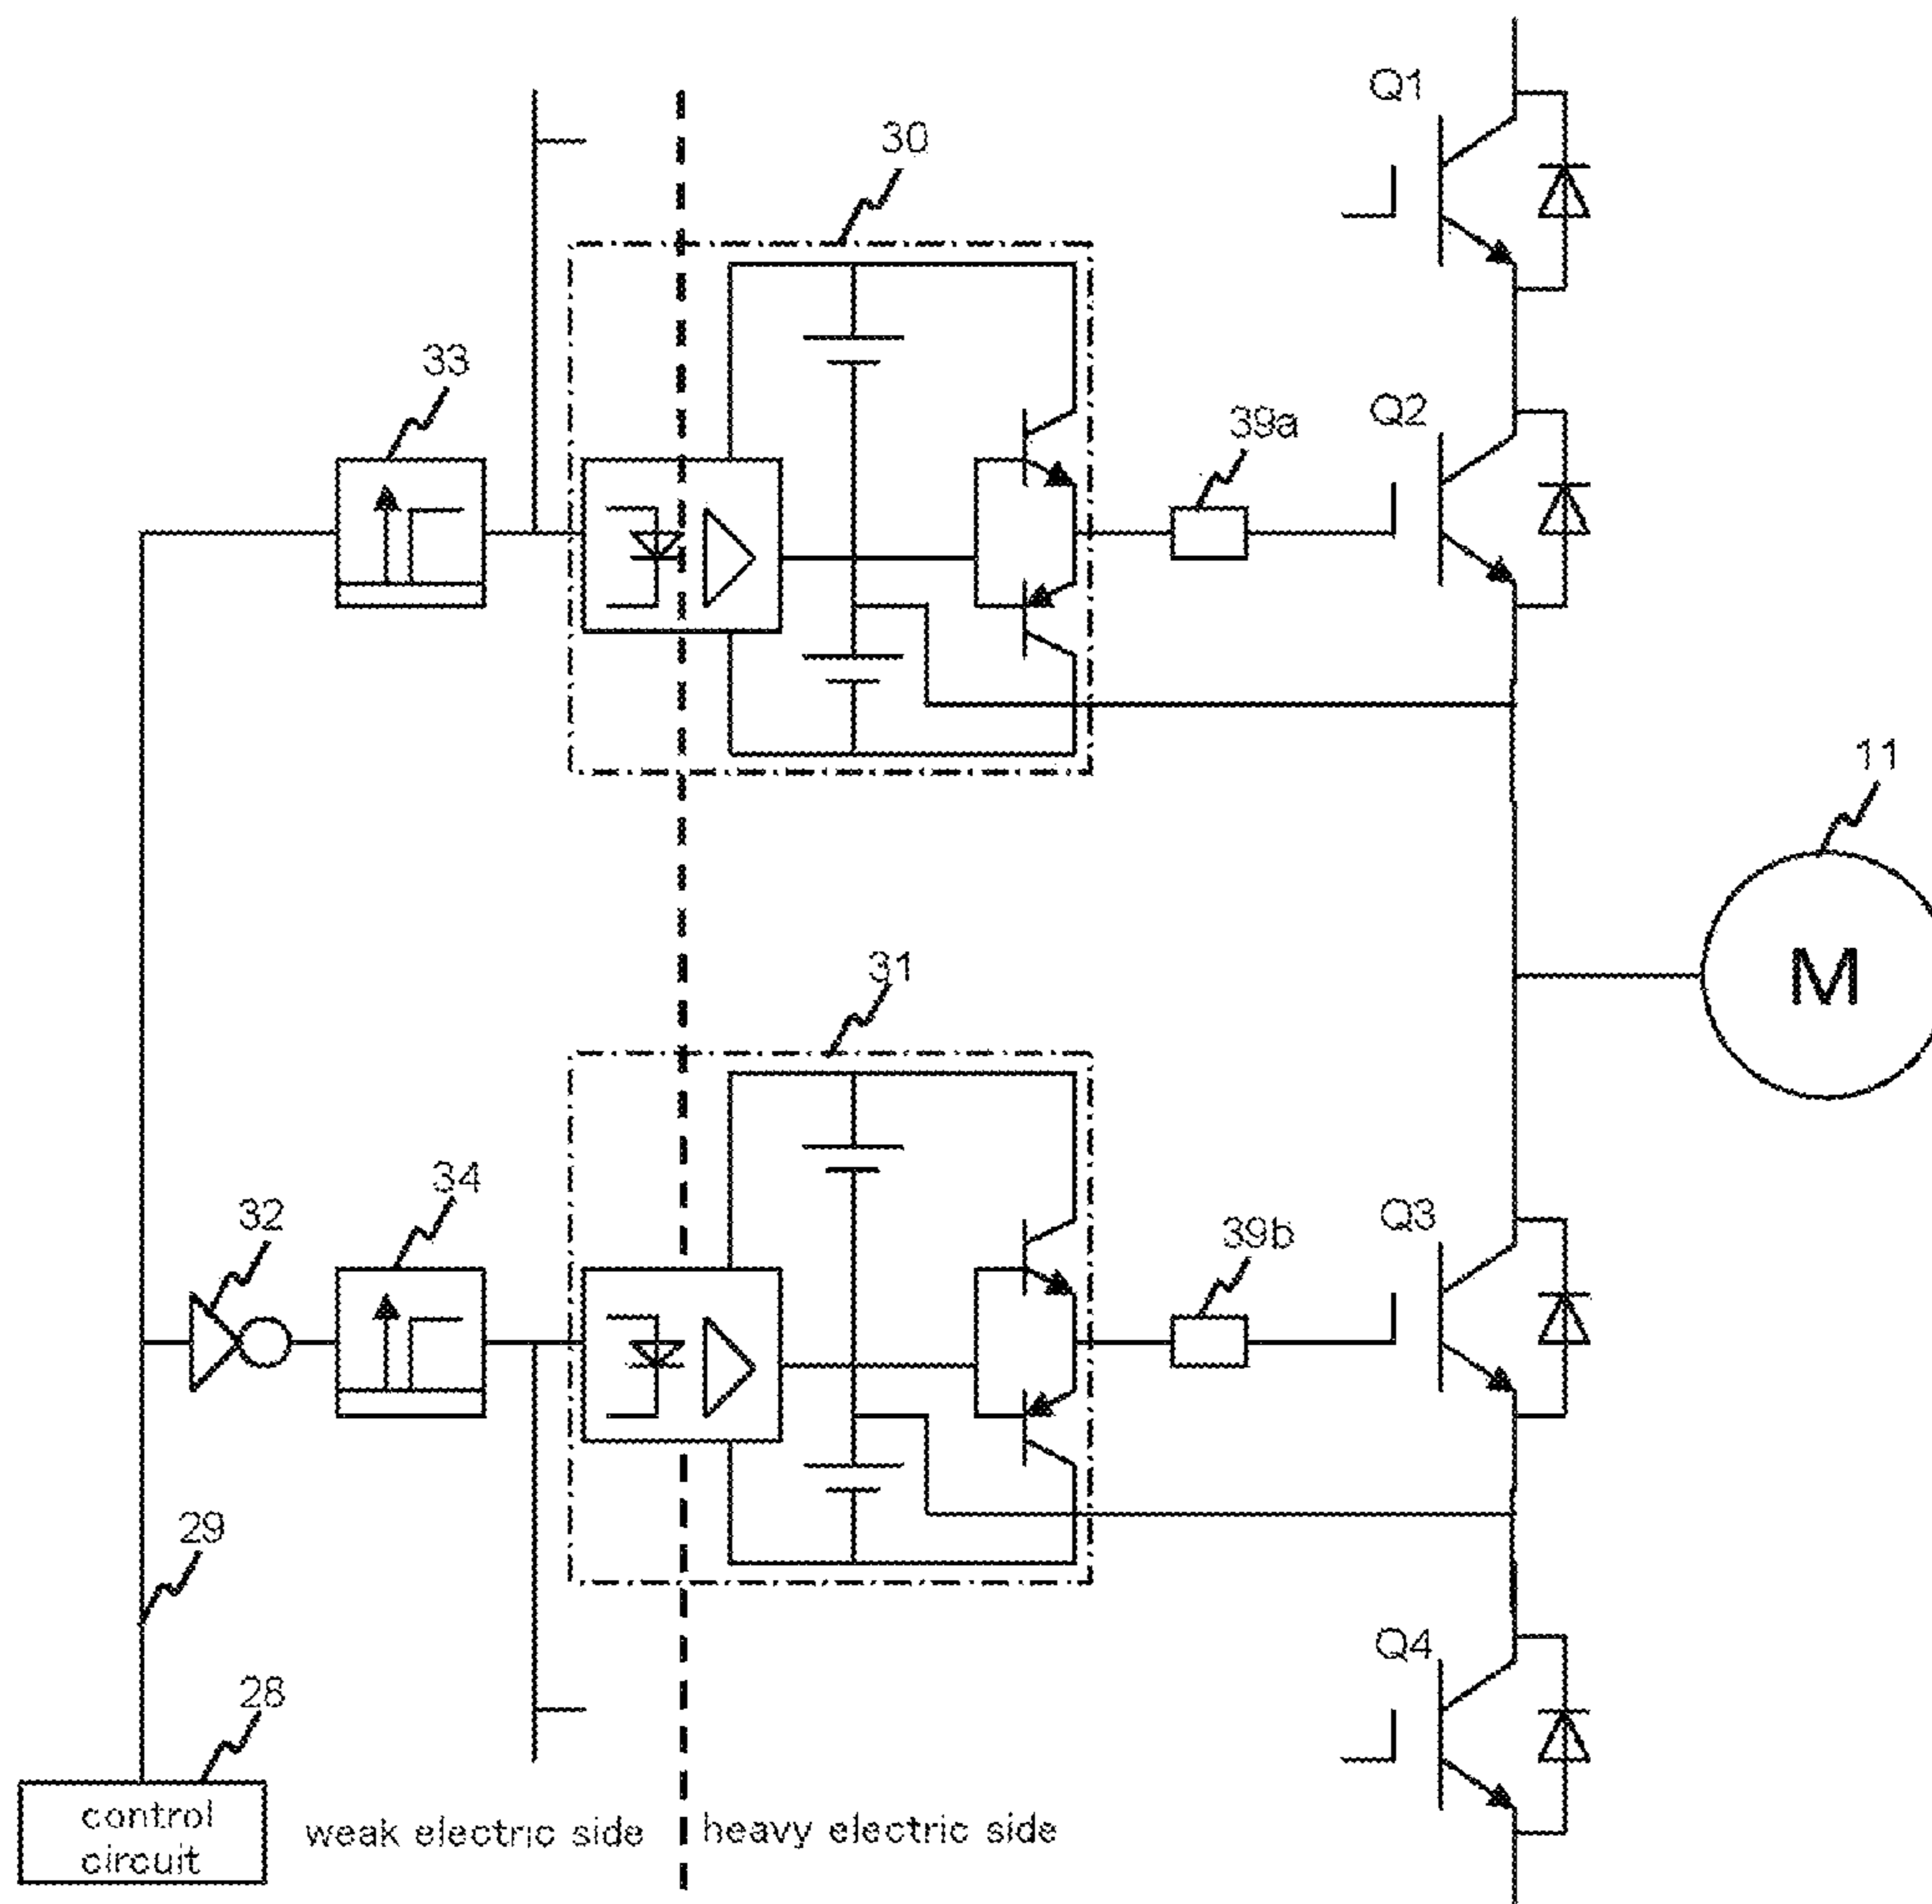 Q1
30
33
39a
Q2
11
M
31
34
32
39b
Q3
29
Q4
28
control
circuit
weak electric side
heavy electric side